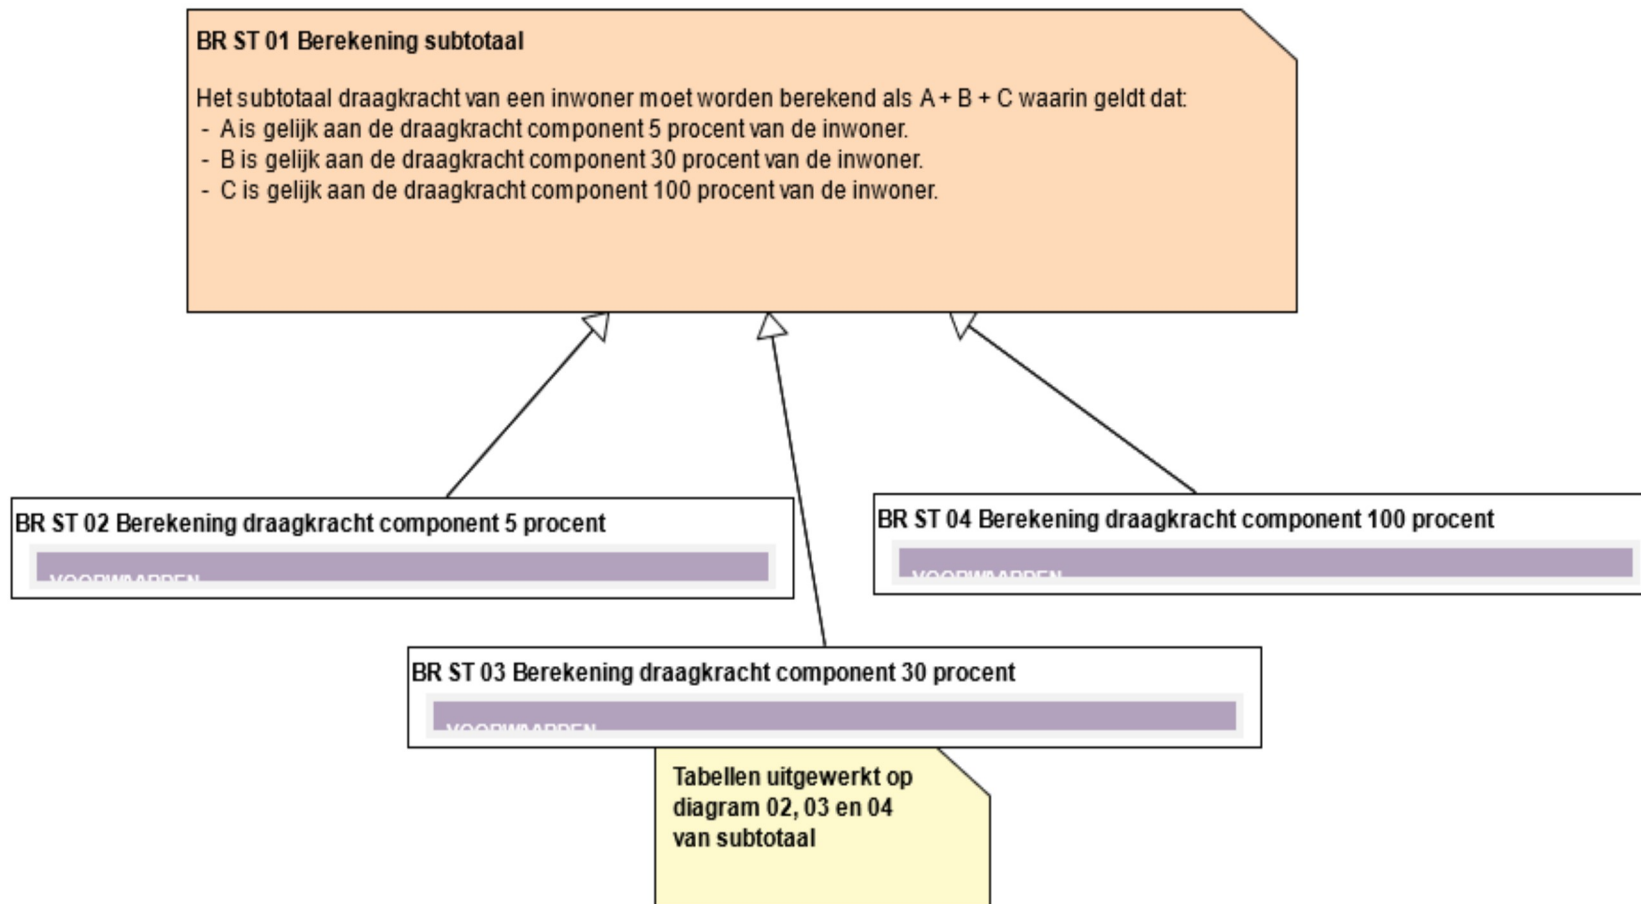 BR ST 01 Berekening subtotaal
Het subtotaal draagkracht van een inwoner moet worden berekend als A + B + C waarin geldt dat:
- A is gelijk aan de draagkracht component 5 procent van de inwoner.
- B is gelijk aan de draagkracht component 30 procent van de inwoner.
- C is gelijk aan de draagkracht component 100 procent van de inwoner.
BR ST 02 Berekening draagkracht component 5 procent
VOORWAARDEN
BR ST 04 Berekening draagkracht component 100 procent
VOORWAARDEN
BR ST 03 Berekening draagkracht component 30 procent
VOORWAARDEN
Tabellen uitgewerkt op
diagram 02, 03 en 04
van subtotaal